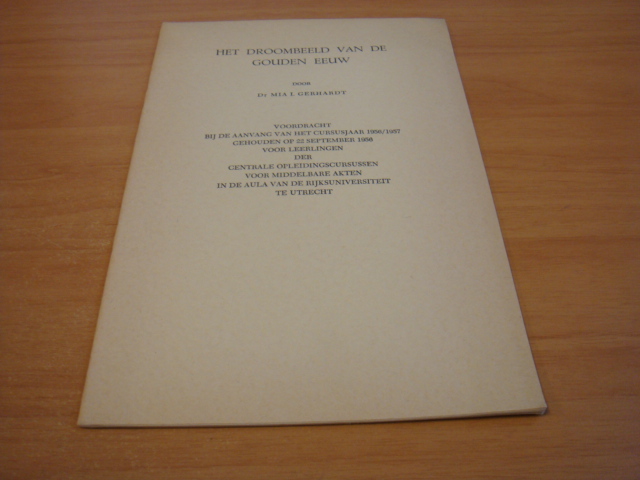 HET DROOMBEELD VAN DE
GOUDEN EEUW
DOOR
Dr MIA I. GERHARDT
VOORDRACHT
BIJ DE AANVANG VAN HET CURSUSJAAR 1956/1957
GEHOUDEN OP 22 SEPTEMBER 1956
VOOR LEERLINGEN
DER
CENTRALE OPLEIDINGSCURSUSSEN
VOOR MIDDELBARE AKTEN
IN DE AULA VAN DE RIJKSUNIVERSITEIT
TE UTRECHT